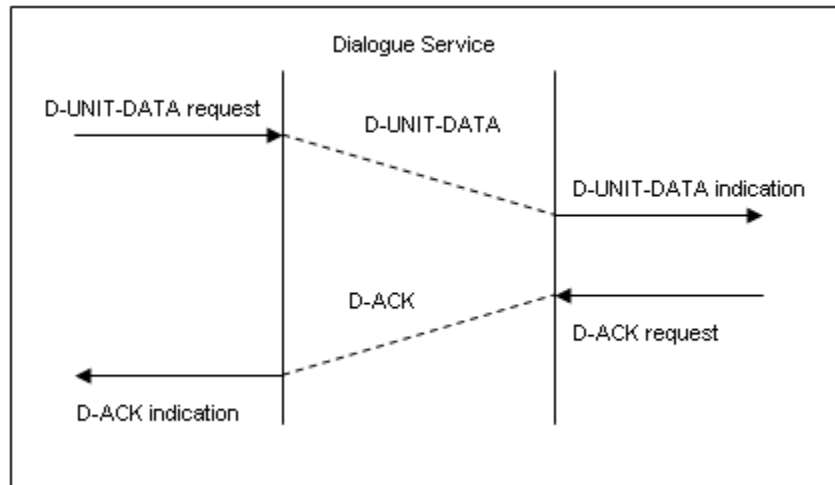 Dialogue Service
D-UNIT-DATA request
D-UNIT-DATA
D-UNIT-DATA indication
D-ACK
D-ACK request
D-ACK indication